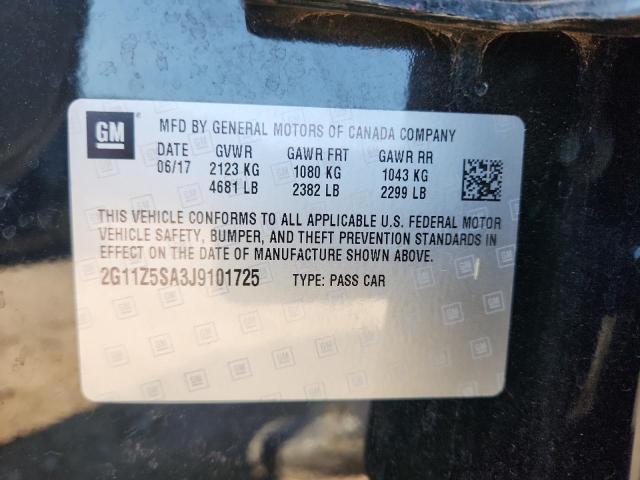 GM
MFD BY GENERAL MOTORS OF CANADA COMPANY
DATE GVWR GAWR FRT GAWR RR
06/17 2123 KG 1080 KG 1043 KG
4681 LB 2382 LB 2299 LB
THIS VEHICLE CONFORMS TO ALL APPLICABLE U.S. FEDERAL MOTOR
VEHICLE SAFETY, BUMPER, AND THEFT PREVENTION STANDARDS IN
EFFECT ON THE DATE OF MANUFACTURE SHOWN ABOVE.
2G11Z5SA3J9101725 TYPE: PASS CAR